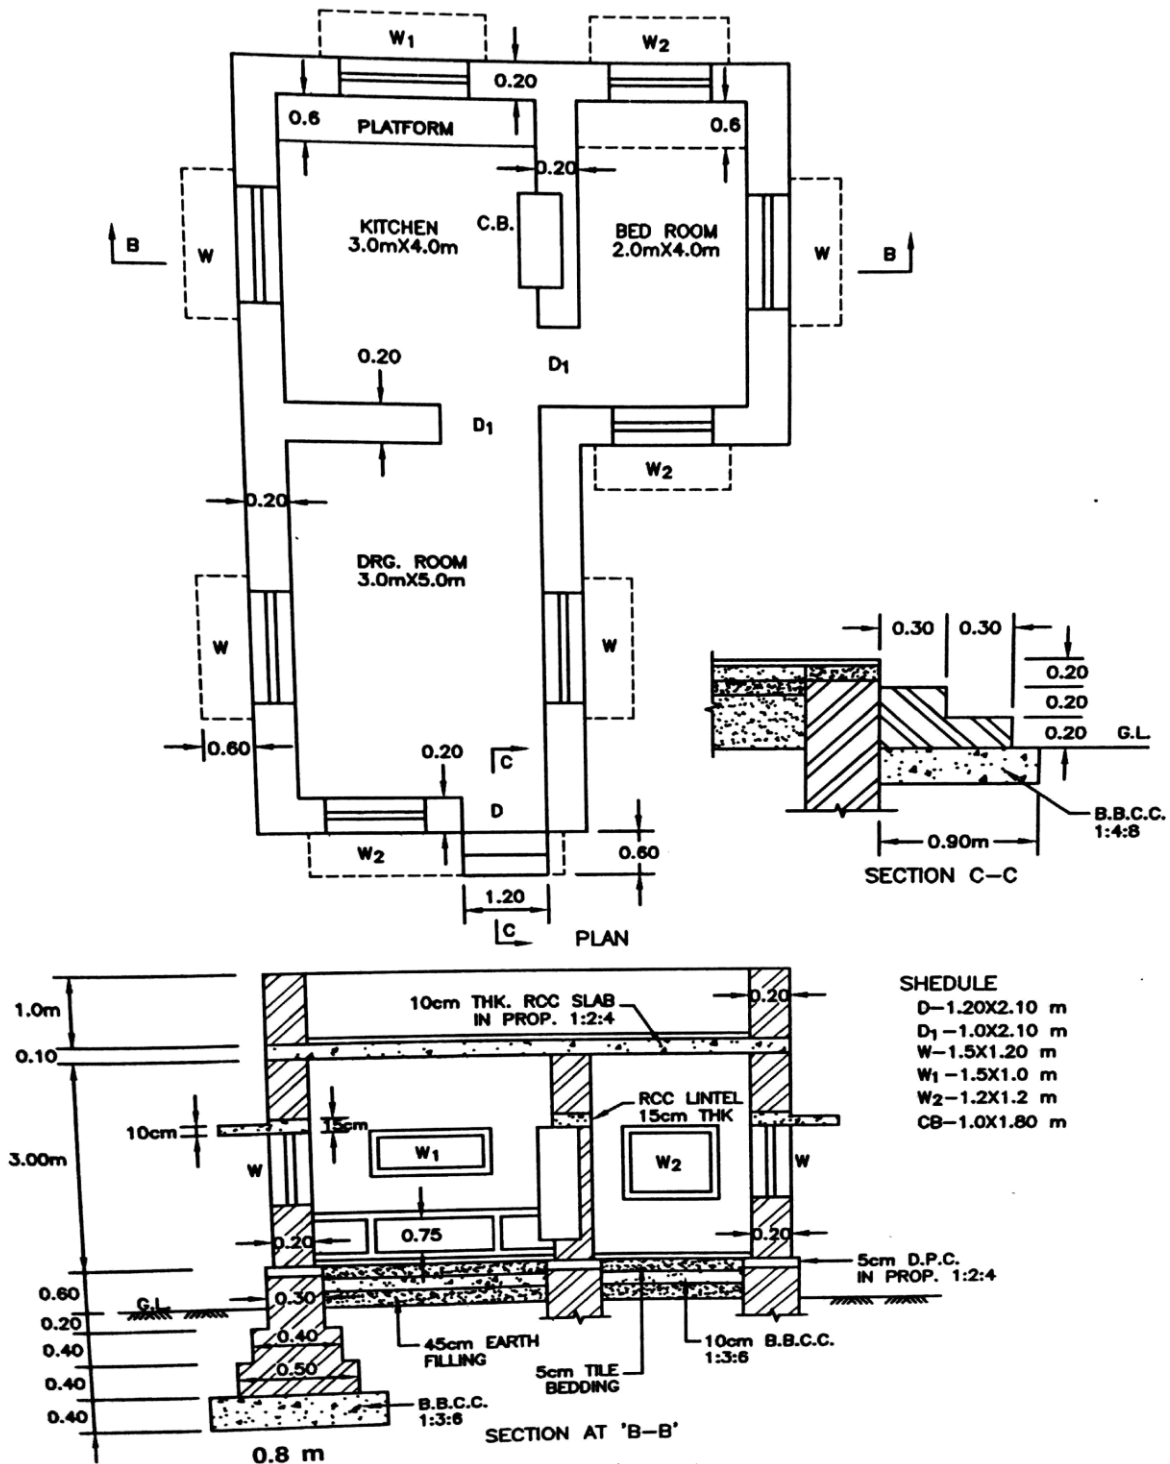 W1
W2
0.20
0.6
PLATFORM
0.6
0.20
KITCHEN
3.0mX4.0m
C.B.
BED ROOM
2.0mX4.0m
B
W
W
B
0.20
D1
D1
W2
0.20
DRG. ROOM
3.0mX5.0m
W
W
0.60
0.20
C
D
W2
0.60
1.20
C
PLAN
0.30
0.30
0.20
0.20
0.20
G.L.
B.B.C.C.
1:4:8
0.90m
SECTION C-C
1.0m
0.10
10cm THK. RCC SLAB
IN PROP. 1:2:4
0.20
SHEDULE
D-1.20X2.10 m
D1-1.0X2.10 m
W-1.5X1.20 m
W1-1.5X1.0 m
W2-1.2X1.2 m
CB-1.0X1.80 m
10cm
15cm
RCC LINTEL
15cm THK
3.00m
W
W1
W2
W
0.20
0.75
0.20
5cm D.P.C.
IN PROP. 1:2:4
0.60
G.L.
0.30
0.20
0.40
0.40
45cm EARTH
FILLING
5cm TILE
BEDDING
10cm B.B.C.C.
1:3:6
0.50
0.40
0.40
B.B.C.C.
1:3:6
SECTION AT 'B-B'
0.8 m